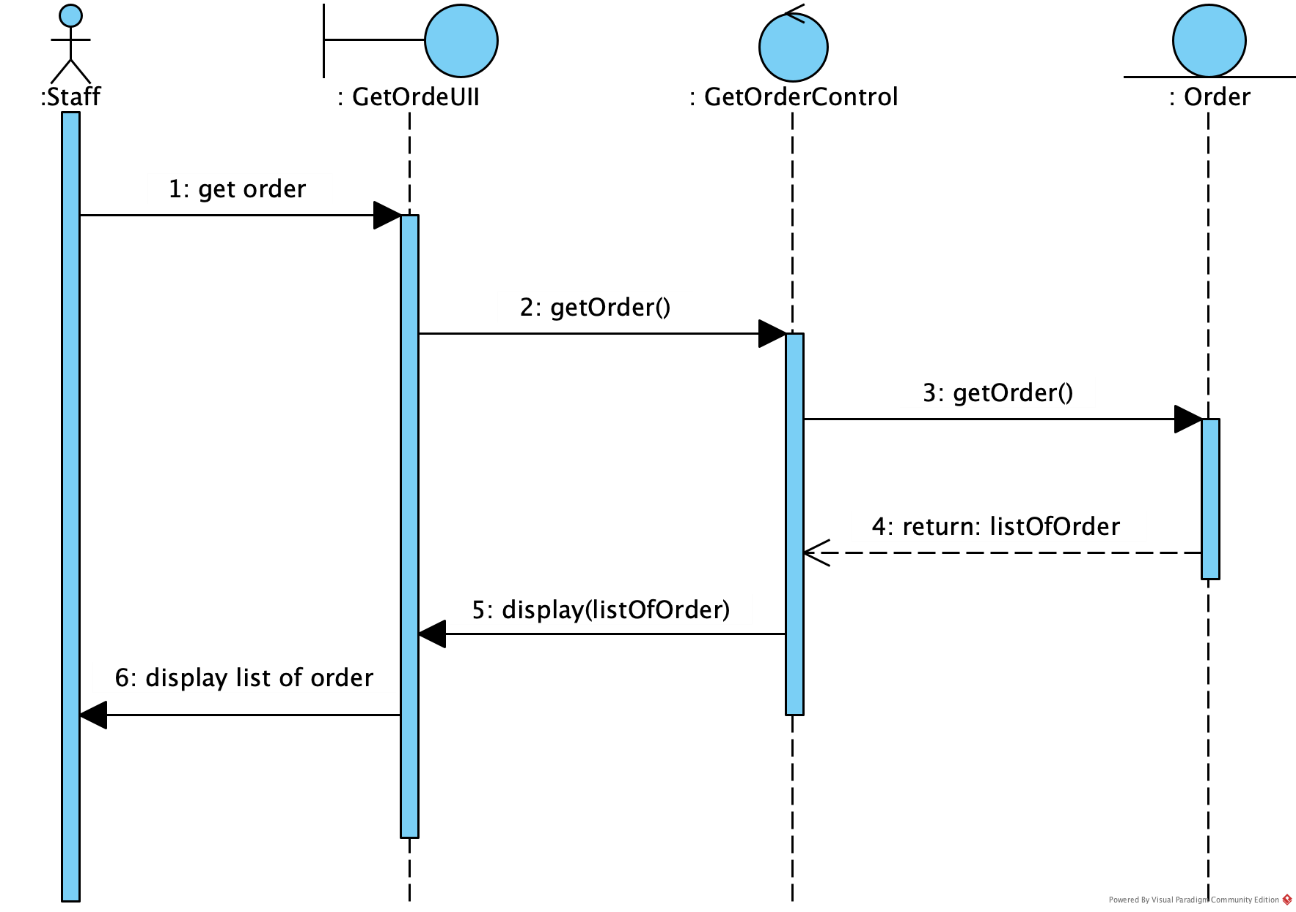 :Staff
: GetOrdeUII
: GetOrderControl
: Order
1: get order
2: getOrder()
3: getOrder()
4: return: listOfOrder
5: display(listOfOrder)
6: display list of order
Powered By Visual Paradigm Community Edition